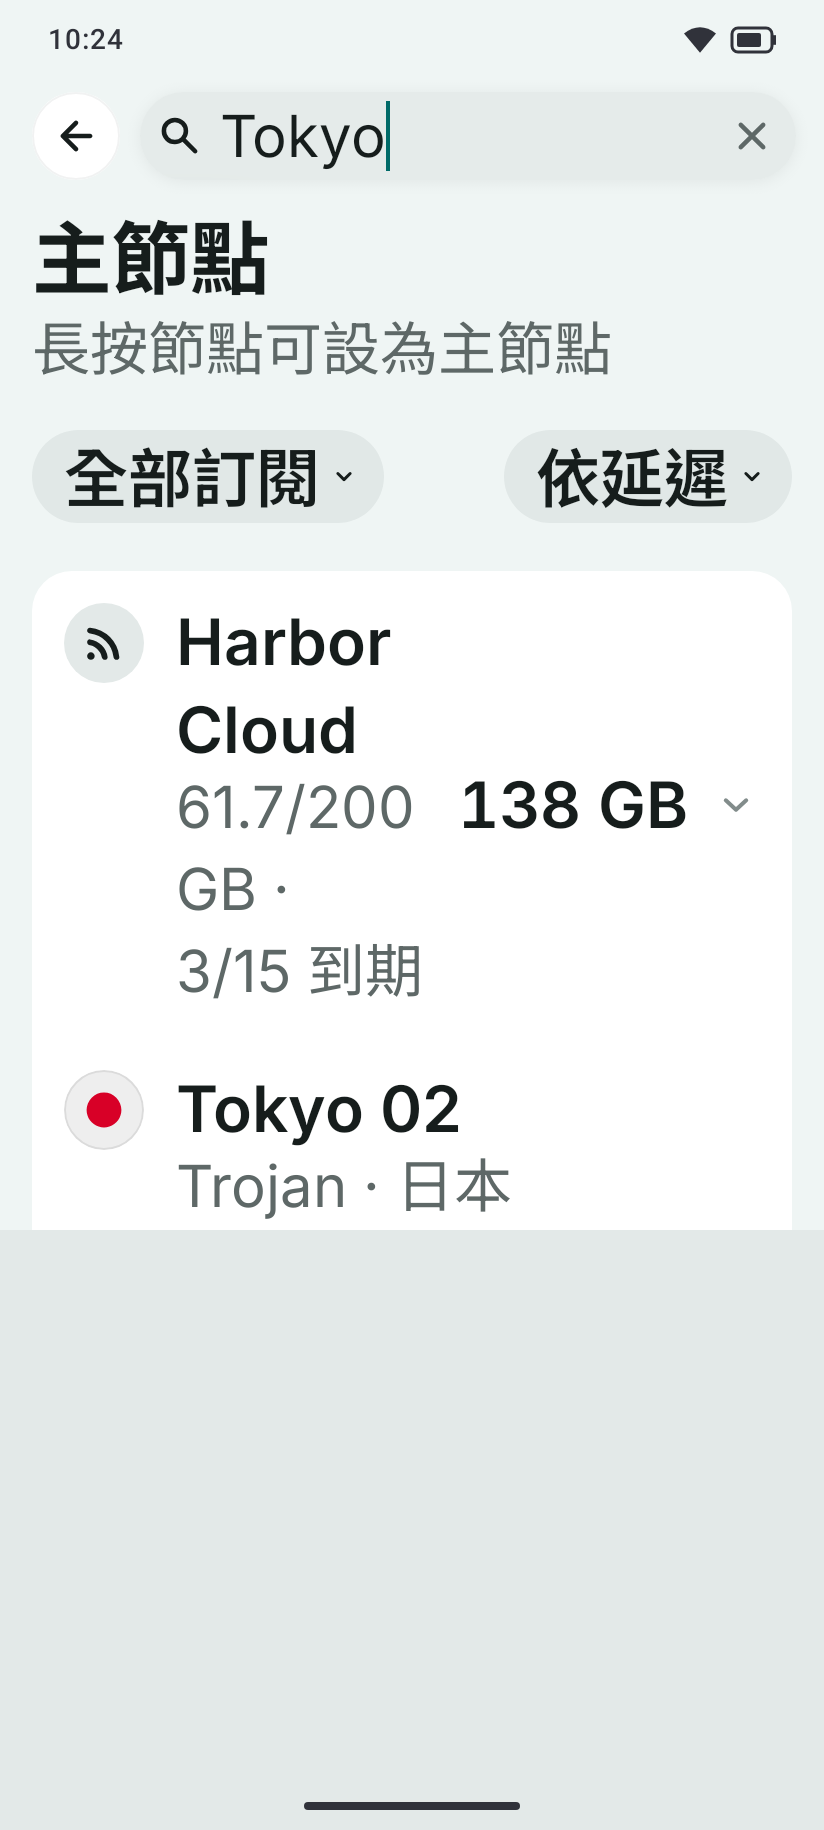 10:24
Tokyo
主節點
長按節點可設為主節點
全部訂閱
依延遲
Harbor
Cloud
61.7/200
GB ·
3/15 到期
138 GB
Tokyo 02
Trojan · 日本